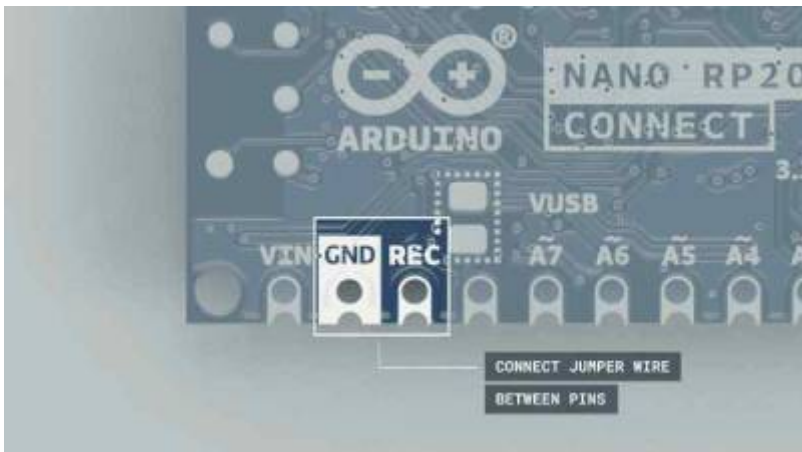 ®
ARDUINO
NANO RP20
CONNECT
3.
VUSB
VIN GND REC A7 A6 A5 A4 A
CONNECT JUMPER WIRE
BETWEEN PINS